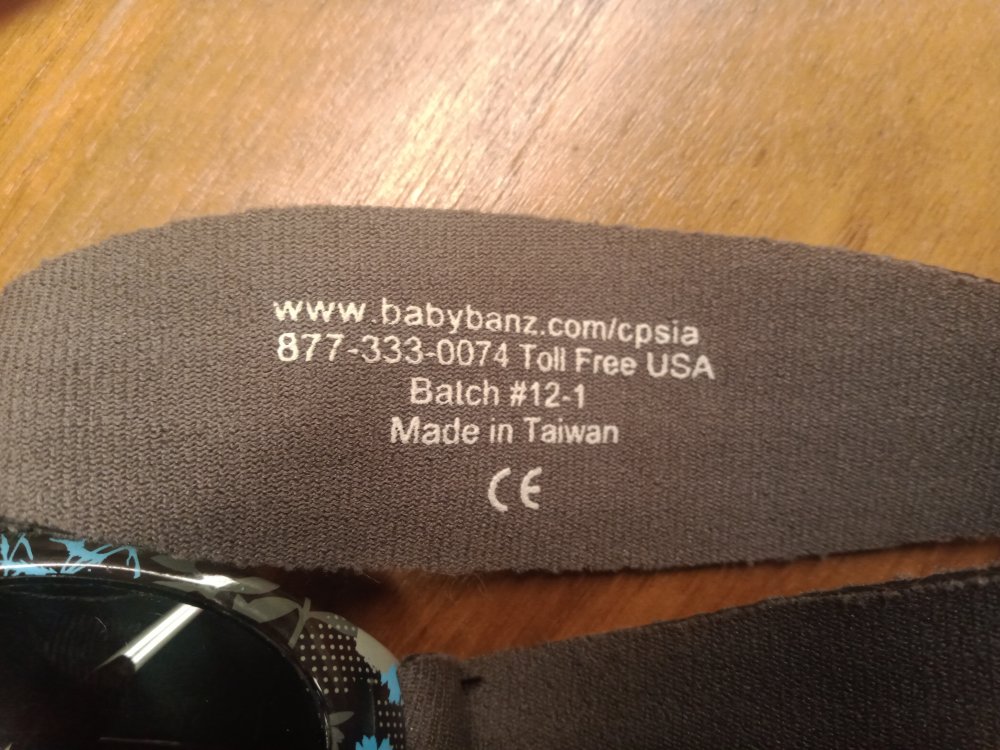 www.babybanz.com/cpsia
877-333-0074 Toll Free USA
Batch #12-1
Made in Taiwan
CE